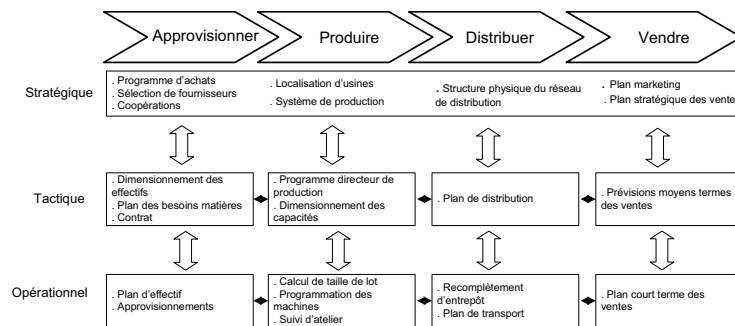 Approvisionner
Produire
Distribuer
Vendre
Stratégique
. Programme d'achats
. Sélection de fournisseurs
. Coopérations
. Localisation d'usines
. Système de production
. Structure physique du réseau
de distribution
. Plan marketing
. Plan stratégique des vente
Tactique
. Dimensionnement des
effectifs
. Plan des besoins matières
. Contrat
. Programme directeur de
production
. Dimensionnement des
capacités
. Plan de distribution
. Prévisions moyens termes
des ventes
Opérationnel
. Plan d'effectif
. Approvisionnements
. Calcul de taille de lot
. Programmation des
machines
. Suivi d'atelier
. Recomplètement
d'entrepôt
. Plan de transport
. Plan court terme des
ventes